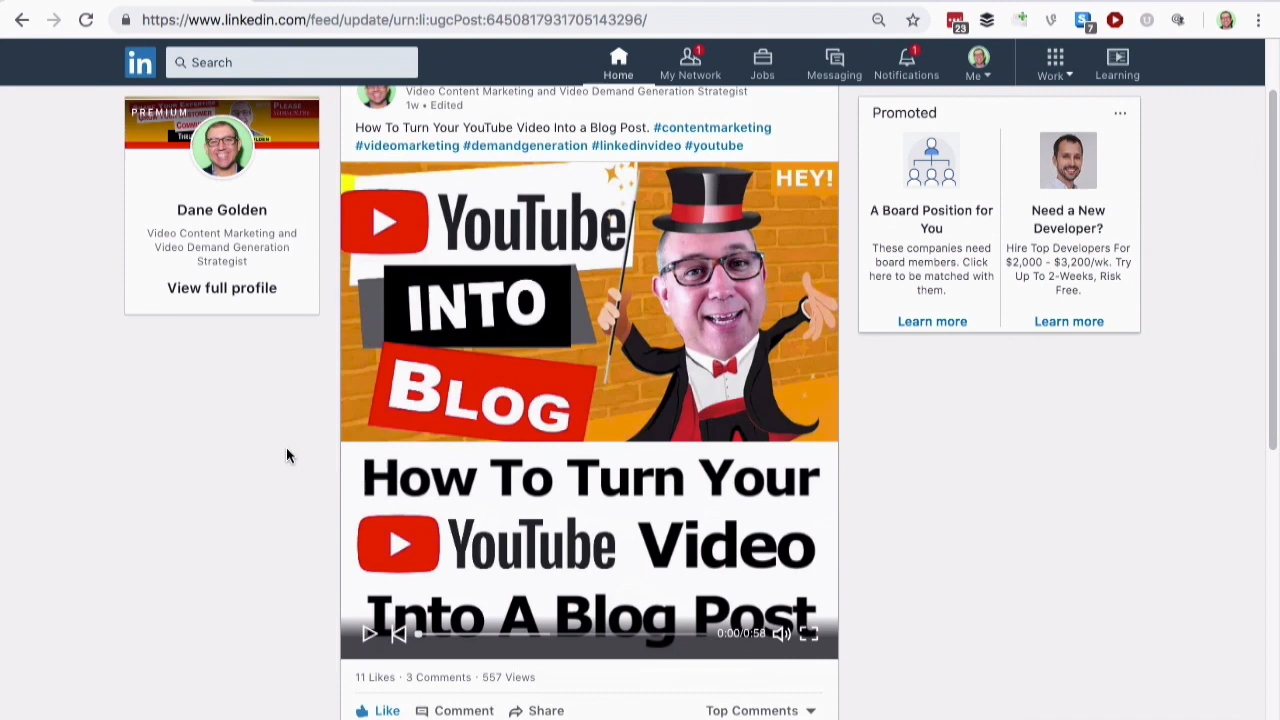 https://www.linkedin.com/feed/update/urn:li:ugcPost:6450817931705143296/
23
7
in
Search
Home
1
My Network
Jobs
Messaging
1
Notifications
Me
Work
Learning
PREMIUM
PLEASE
Dane Golden
Video Content Marketing and
Video Demand Generation
Strategist
View full profile
Video Content Marketing and Video Demand Generation Strategist
1w • Edited
How To Turn Your YouTube Video Into a Blog Post. #contentmarketing
#videomarketing #demandgeneration #linkedinvideo #youtube
HEY!
YouTube
INTO
BLOG
How To Turn Your
YouTube Video
Into A Blog Post
0:00/0:58
11 Likes · 3 Comments · 557 Views
Like
Comment
Share
Top Comments
Promoted
A Board Position for
You
These companies need
board members. Click
here to be matched with
them.
Learn more
Need a New
Developer?
Hire Top Developers For
$2,000 - $3,200/wk. Try
Up To 2-Weeks, Risk
Free.
Learn more